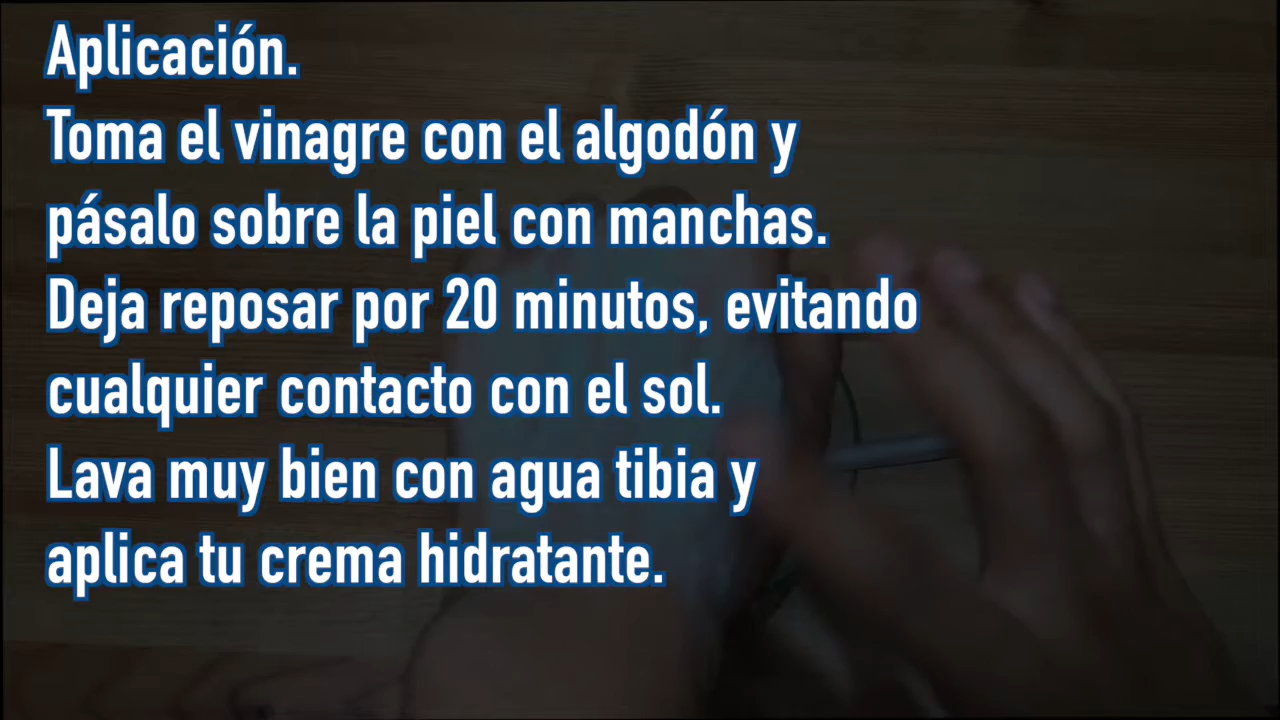 Aplicación.
Toma el vinagre con el algodón y
pásalo sobre la piel con manchas.
Deja reposar por 20 minutos, evitando
cualquier contacto con el sol.
Lava muy bien con agua tibia y
aplica tu crema hidratante.